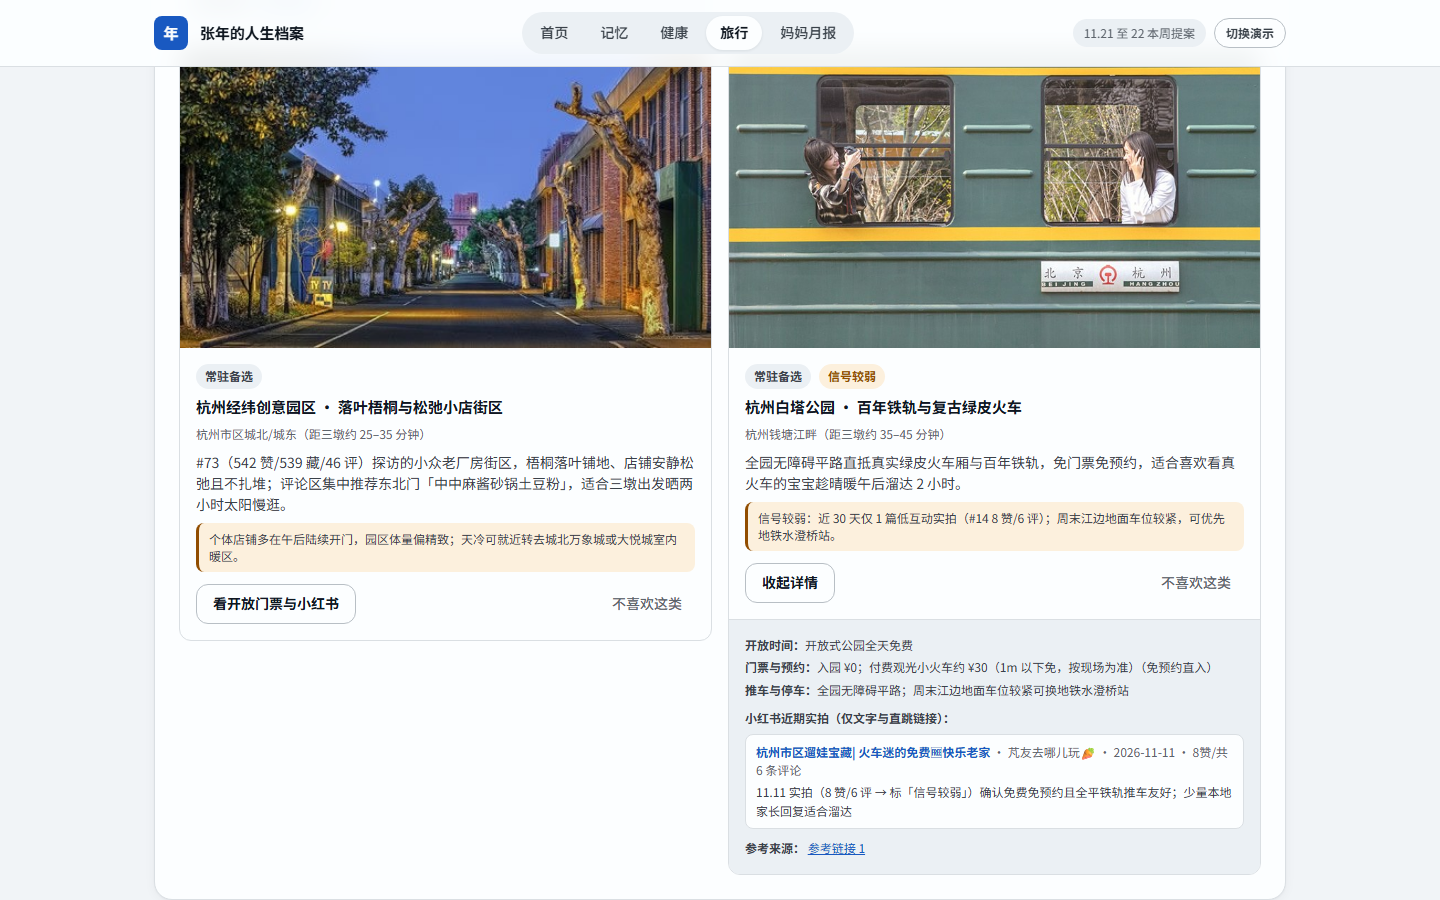 年
张年的人生档案
首页
记忆
健康
旅行
妈妈月报
11.21 至 22 本周提案
切换演示
TY TY
北 京 杭 州
BEIJING HANGZHOU
常驻备选
杭州经纬创意园区 · 落叶梧桐与松弛小店街区
杭州市区城北/城东（距三墩约 25–35 分钟）
#73（542 赞/539 藏/46 评）探访的小众老厂房街区，梧桐落叶铺地、店铺安静松
弛且不扎堆；评论区集中推荐东北门「中中麻酱砂锅土豆粉」，适合三墩出发晒两
小时太阳慢逛。
个体店铺多在午后陆续开门，园区体量偏精致；天冷可就近转去城北万象城或大悦城室内
暖区。
看开放门票与小红书
不喜欢这类
常驻备选
信号较弱
杭州白塔公园 · 百年铁轨与复古绿皮火车
杭州钱塘江畔（距三墩约 35–45 分钟）
全园无障碍平路直抵真实绿皮火车厢与百年铁轨，免门票免预约，适合喜欢看真
火车的宝宝趁晴暖午后溜达 2 小时。
信号较弱：近 30 天仅 1 篇低互动实拍（#14 8 赞/6 评）；周末江边地面车位较紧，可优先
地铁水澄桥站。
收起详情
不喜欢这类
开放时间：开放式公园全天免费
门票与预约：入园 ¥0；付费观光小火车约 ¥30（1m 以下免，按现场为准）（免预约直入）
推车与停车：全园无障碍平路；周末江边地面车位较紧可换地铁水澄桥站
小红书近期实拍（仅文字与直跳链接）：
杭州市区遛娃宝藏| 火车迷的免费🆓快乐老家 · 芃友去哪儿玩🍂 · 2026-11-11 · 8赞/共
6 条评论
11.11 实拍（8 赞/6 评 → 标「信号较弱」）确认免费免预约且全平铁轨推车友好；少量本地
家长回复适合溜达
参考来源： 参考链接 1